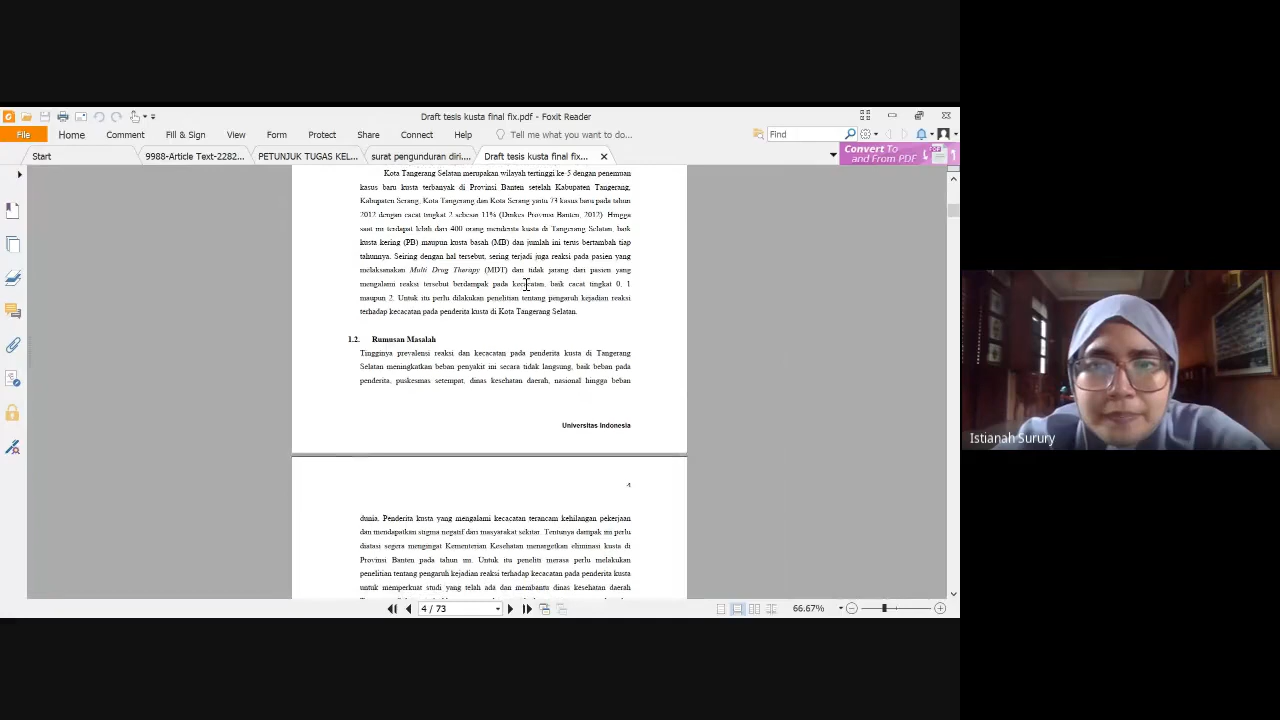 Draft tesis kusta final fix.pdf - Foxit Reader
File Home Comment Fill & Sign View Form Protect Share Connect Help Tell me what you want to do... Find
Start 9988-Article Text-2282... PETUNJUK TUGAS KEL... surat pengunduran diri.... Draft tesis kusta final fix...
Convert To
and From PDF
Kota Tangerang Selatan merupakan wilayah tertinggi ke-5 dengan penemuan
kasus baru kusta terbanyak di Provinsi Banten setelah Kabupaten Tangerang,
Kabupaten Serang, Kota Tangerang dan Kota Serang yaitu 73 kasus baru pada tahun
2012 dengan cacat tingkat 2 sebesar 11% (Dinkes Provinsi Banten, 2012). Hingga
saat ini terdapat lebih dari 400 orang menderita kusta di Tangerang Selatan, baik
kusta kering (PB) maupun kusta basah (MB) dan jumlah ini terus bertambah tiap
tahunnya. Seiring dengan hal tersebut, sering terjadi juga reaksi pada pasien yang
melaksanakan Multi Drug Therapy (MDT) dan tidak jarang dari pasien yang
mengalami reaksi tersebut berdampak pada kecacatan, baik cacat tingkat 0, 1
maupun 2. Untuk itu perlu dilakukan penelitian tentang pengaruh kejadian reaksi
terhadap kecacatan pada penderita kusta di Kota Tangerang Selatan.
1.2. Rumusan Masalah
Tingginya prevalensi reaksi dan kecacatan pada penderita kusta di Tangerang
Selatan meningkatkan beban penyakit ini secara tidak langsung, baik beban pada
penderita, puskesmas setempat, dinas kesehatan daerah, nasional hingga beban
Universitas Indonesia
4
dunia. Penderita kusta yang mengalami kecacatan terancam kehilangan pekerjaan
dan mendapatkan stigma negatif dari masyarakat sekitar. Tentunya dampak ini perlu
diatasi segera mengingat Kementerian Kesehatan menargetkan eliminasi kusta di
Provinsi Banten pada tahun ini. Untuk itu peneliti merasa perlu melakukan
penelitian tentang pengaruh kejadian reaksi terhadap kecacatan pada penderita kusta
untuk memperkuat studi yang telah ada dan membantu dinas kesehatan daerah
4 / 73
66.67%
Istianah Surury